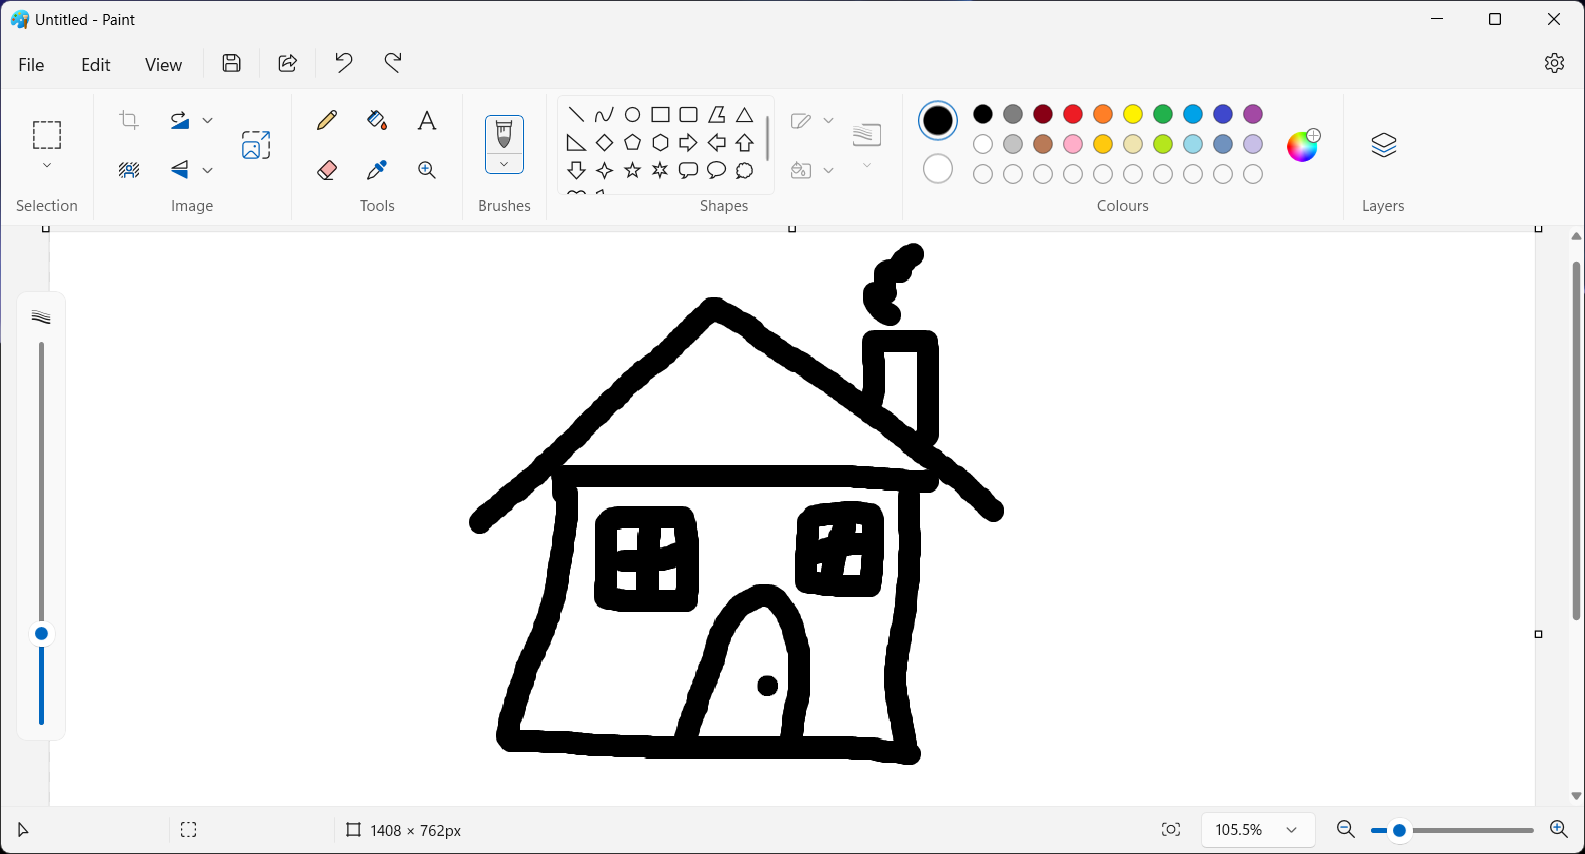 Untitled - Paint
File Edit View
Selection Image Tools Brushes Shapes Colours Layers
1408 × 762px 105.5%